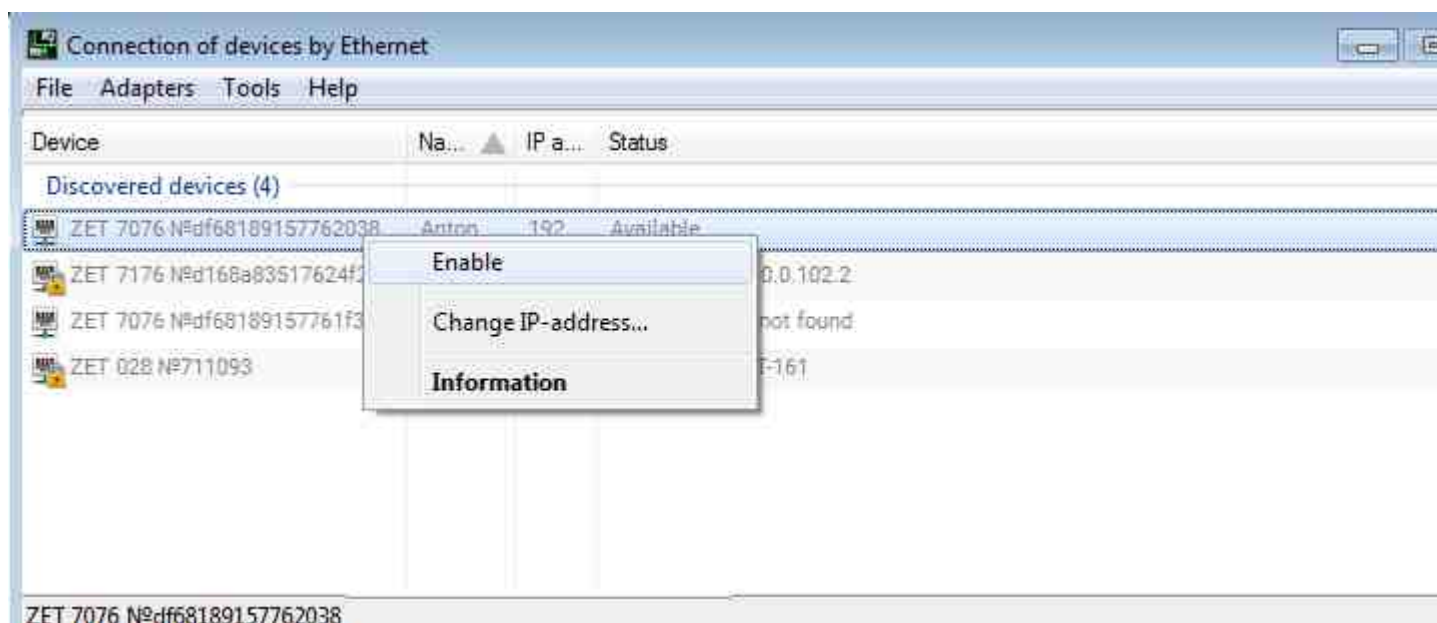 Connection of devices by Ethernet
File Adapters Tools Help
Device Na... IP a... Status
Discovered devices (4)
ZET 7076 №df68189157762038 Anton 192 Available
Enable
ZET 7176 №d168a83517624f2 0.0.102.2
ZET 7076 №df68189157761f3 not found
Change IP-address...
ZET 028 №711093 -161
Information
ZET 7076 №df68189157762038